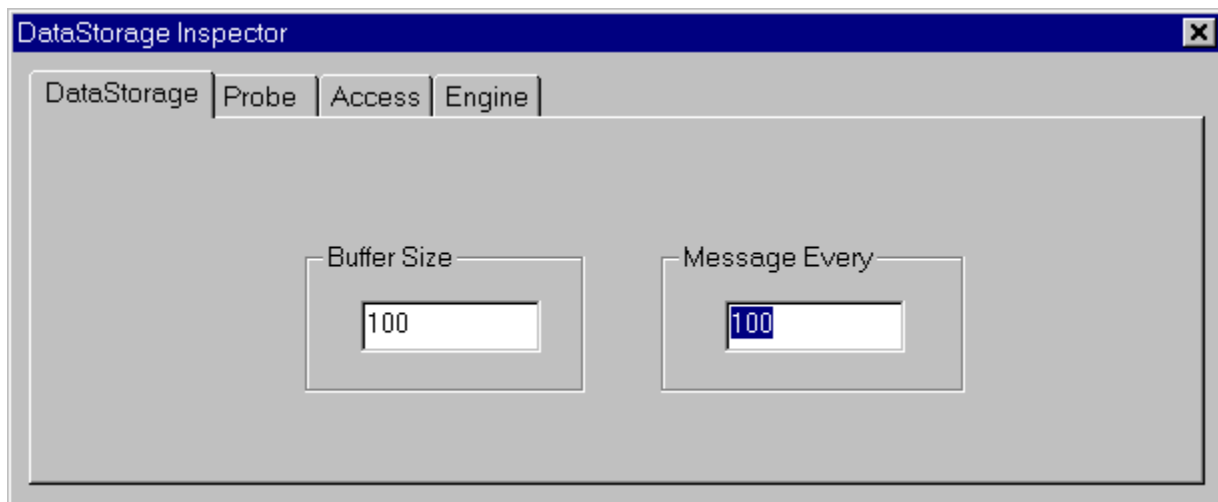 DataStorage Inspector
DataStorage Probe Access Engine
Buffer Size Message Every
100 100